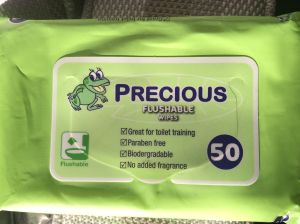 PRECIOUS
FLUSHABLE
WIPES
Great for toilet training
Paraben free
Biodergradable
No added fragrance
50
Flushable